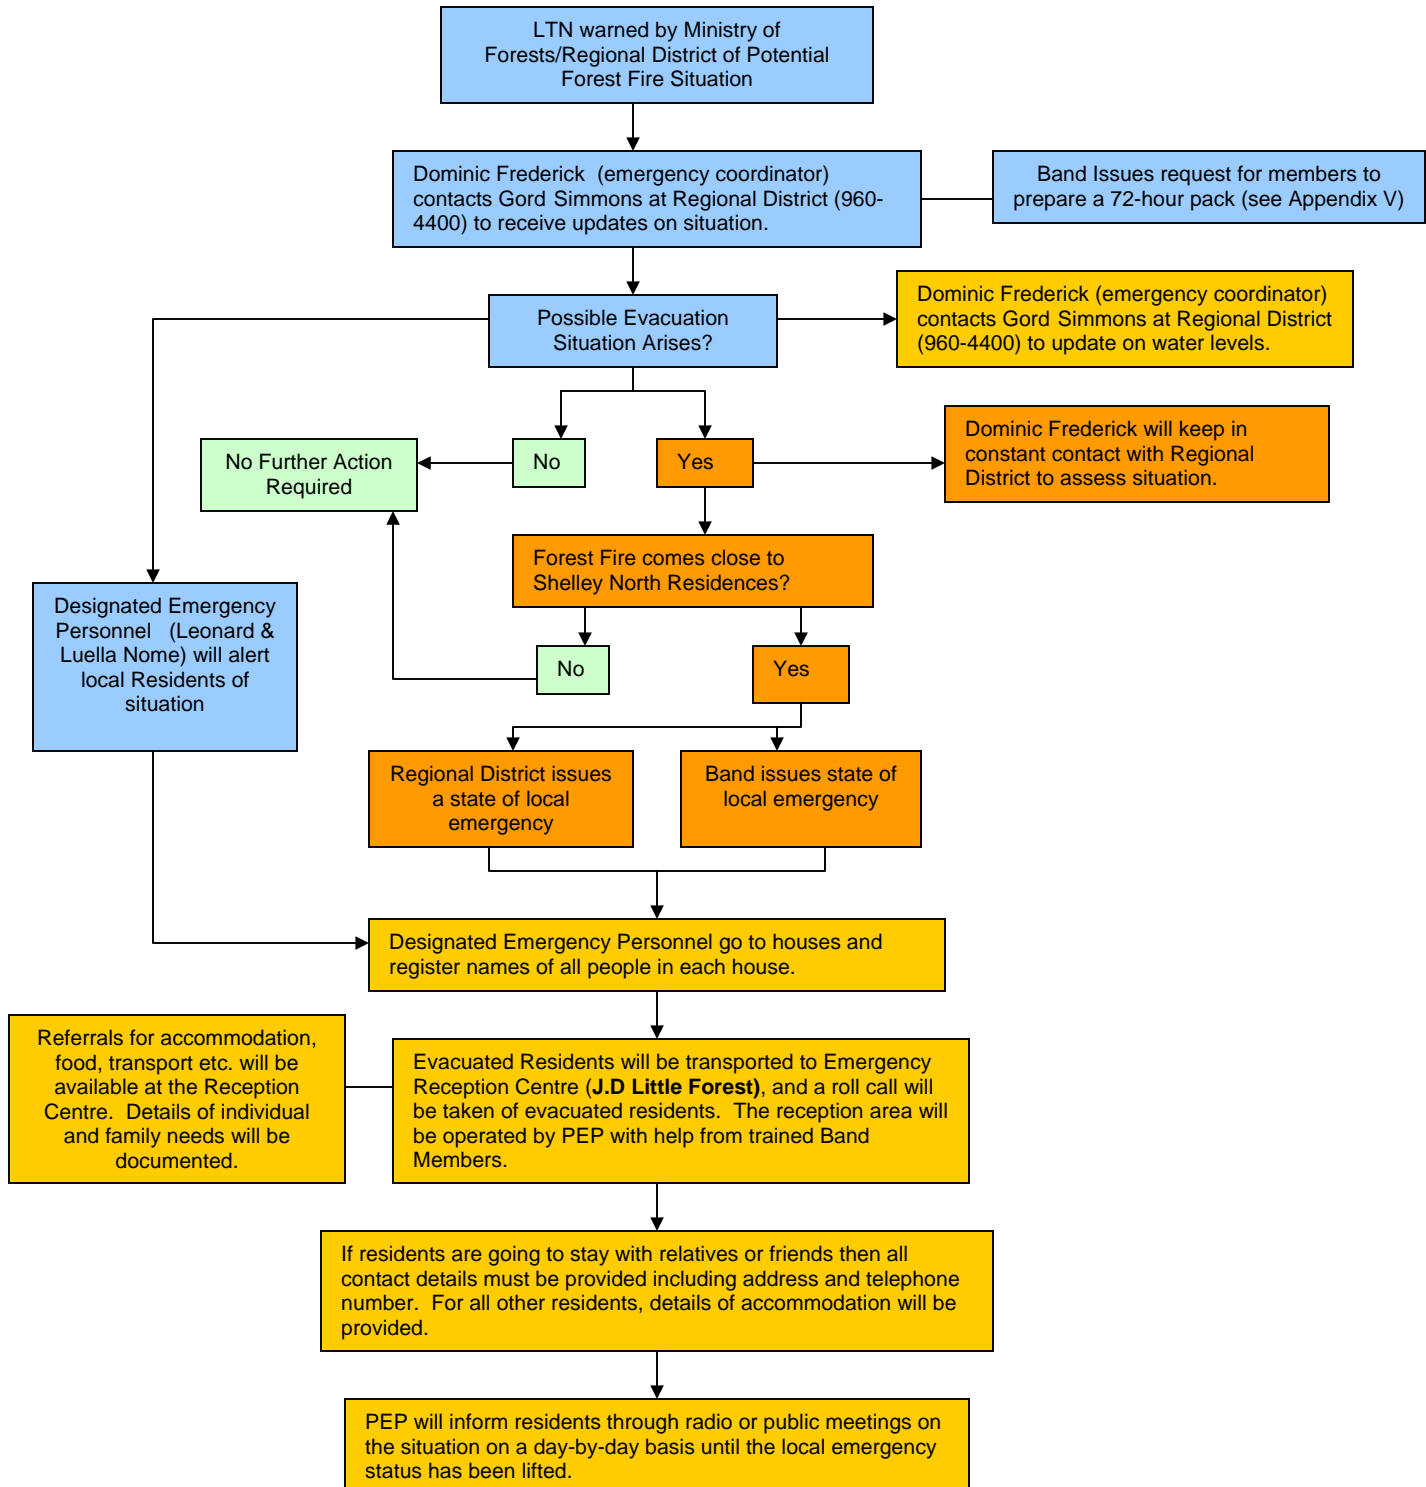 LTN warned by Ministry of
Forests/Regional District of Potential
Forest Fire Situation
Dominic Frederick (emergency coordinator)
contacts Gord Simmons at Regional District (960-
4400) to receive updates on situation.
Band Issues request for members to
prepare a 72-hour pack (see Appendix V)
Possible Evacuation
Situation Arises?
Dominic Frederick (emergency coordinator)
contacts Gord Simmons at Regional District
(960-4400) to update on water levels.
No Further Action
Required
No
Yes
Dominic Frederick will keep in
constant contact with Regional
District to assess situation.
Forest Fire comes close to
Shelley North Residences?
Designated Emergency
Personnel (Leonard &
Luella Nome) will alert
local Residents of
situation
No
Yes
Regional District issues
a state of local
emergency
Band issues state of
local emergency
Designated Emergency Personnel go to houses and
register names of all people in each house.
Referrals for accommodation,
food, transport etc. will be
available at the Reception
Centre. Details of individual
and family needs will be
documented.
Evacuated Residents will be transported to Emergency
Reception Centre (J.D Little Forest), and a roll call will
be taken of evacuated residents. The reception area will
be operated by PEP with help from trained Band
Members.
If residents are going to stay with relatives or friends then all
contact details must be provided including address and telephone
number. For all other residents, details of accommodation will be
provided.
PEP will inform residents through radio or public meetings on
the situation on a day-by-day basis until the local emergency
status has been lifted.